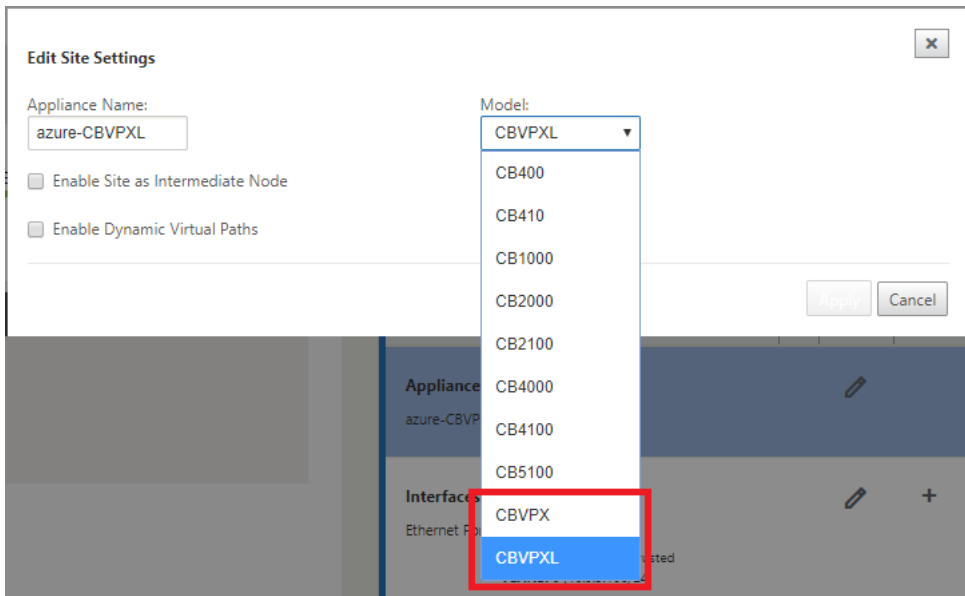 Edit Site Settings
Appliance Name:
Model:
azure-CBVPXL
CBVPXL
Enable Site as Intermediate Node
Enable Dynamic Virtual Paths
CB400
CB410
CB1000
CB2000
CB2100
CB4000
CB4100
CB5100
CBVPX
CBVPXL
Apply
Cancel
Appliance
azure-CBVP
Interfaces
Ethernet Po
usted